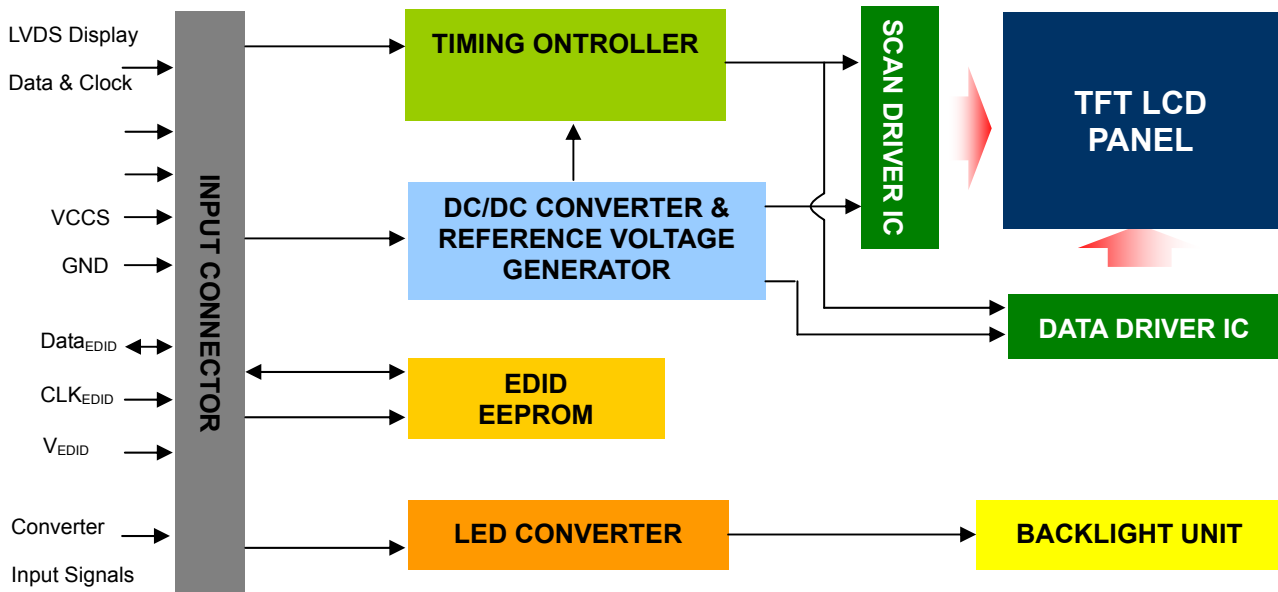 LVDS Display
Data & Clock
VCCS
GND
DataEDID
CLKEDID
VEDID
Converter
Input Signals
INPUT CONNECTOR
TIMING ONTROLLER
DC/DC CONVERTER &
REFERENCE VOLTAGE
GENERATOR
EDID
EEPROM
LED CONVERTER
SCAN DRIVER IC
TFT LCD
PANEL
DATA DRIVER IC
BACKLIGHT UNIT